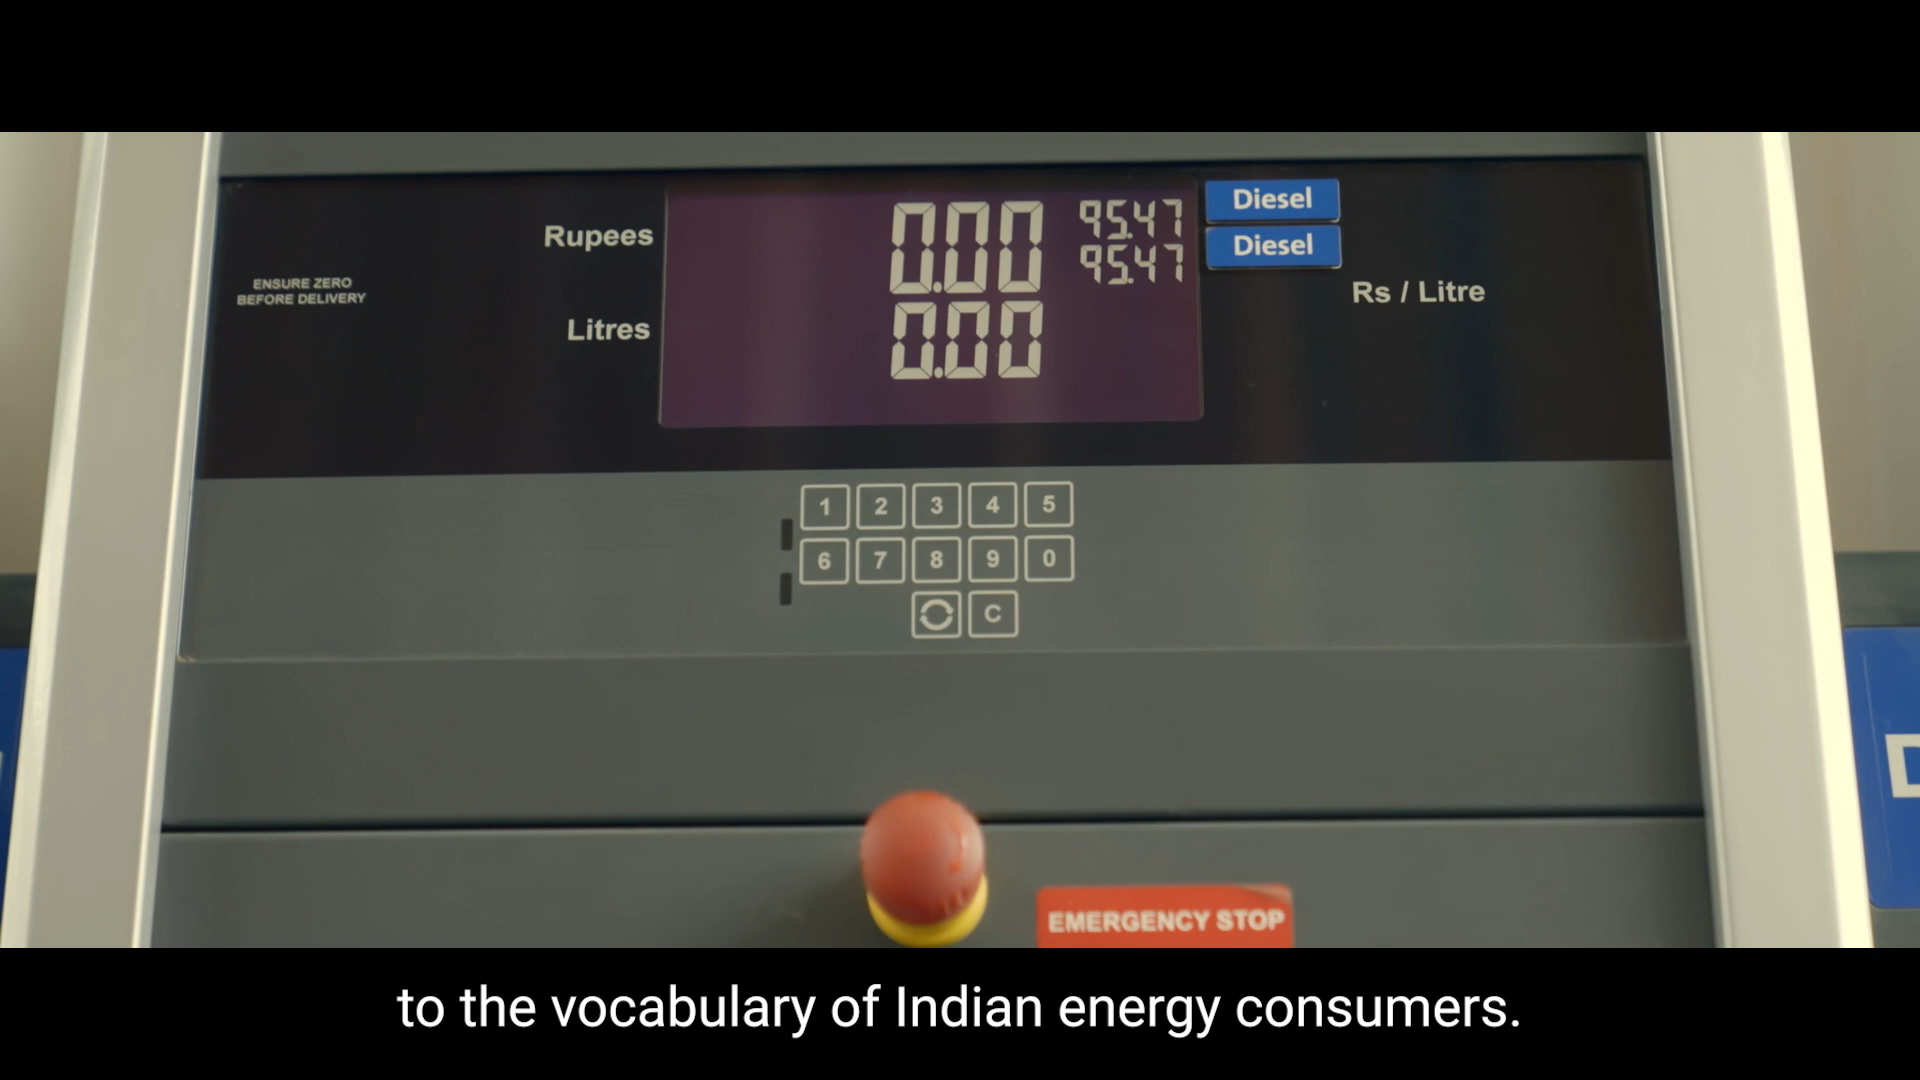 Rupees
0.00
95.47
Diesel
95.47
Diesel
ENSURE ZERO
BEFORE DELIVERY
Rs / Litre
Litres
0.00
1 2 3 4 5
6 7 8 9 0
C
EMERGENCY STOP
to the vocabulary of Indian energy consumers.